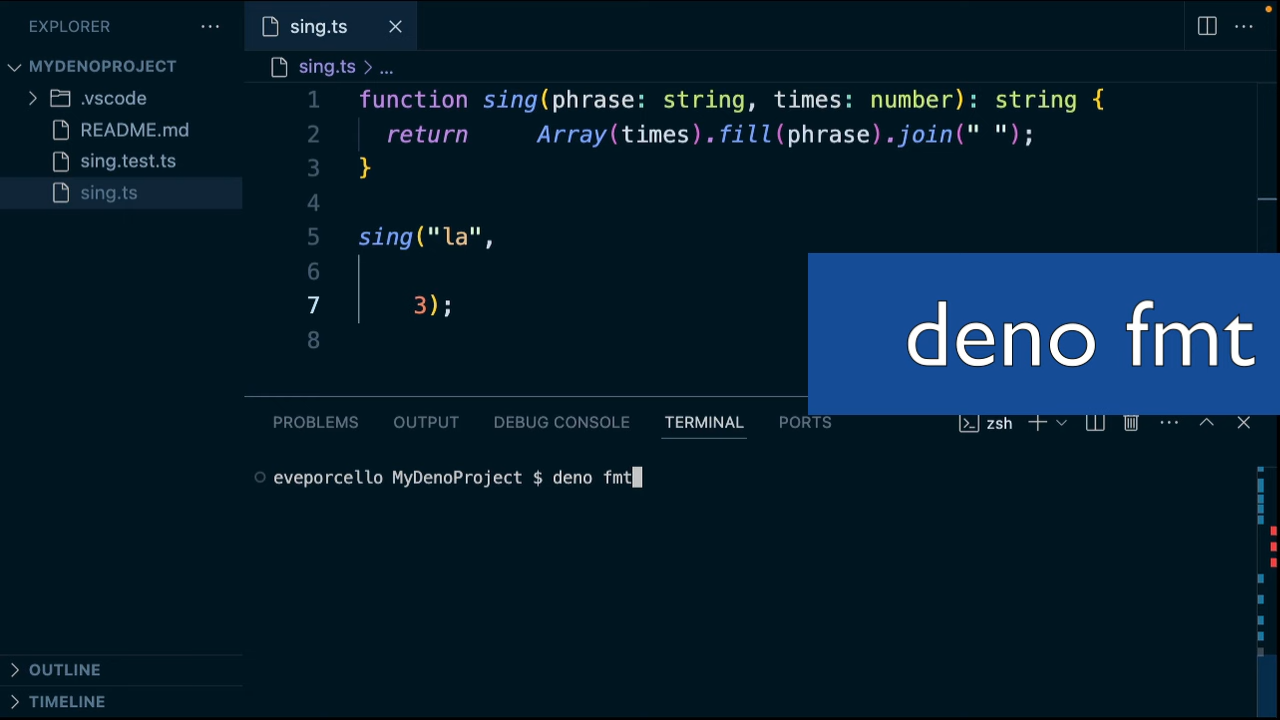 EXPLORER
sing.ts
MYDENOPROJECT
sing.ts > ...
.vscode
README.md
sing.test.ts
sing.ts
1 function sing(phrase: string, times: number): string {
2 return     Array(times).fill(phrase).join(" ");
3 }
4
5 sing("la",
6
7     3);
8
deno fmt
PROBLEMS OUTPUT DEBUG CONSOLE TERMINAL PORTS zsh
eveporcello MyDenoProject $ deno fmt
OUTLINE
TIMELINE